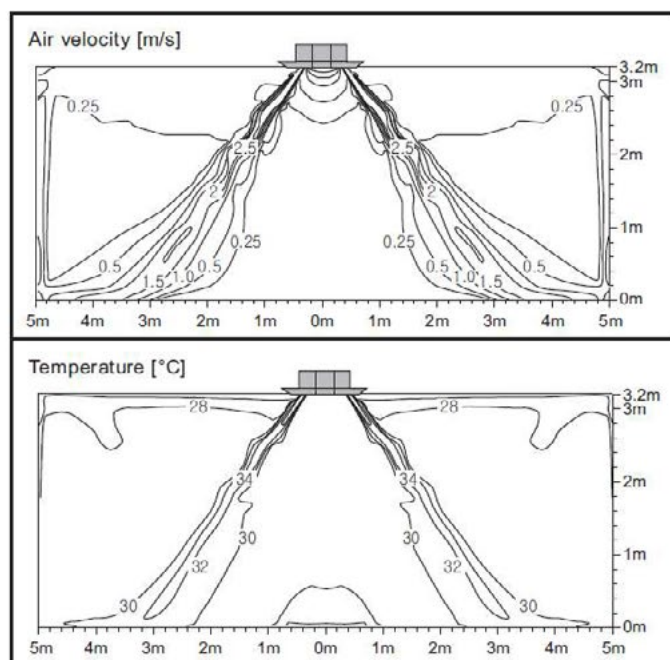 Air velocity [m/s]
3.2m
3m
0.25 0.25
2.5 2.5
2m
2 2
1m
0.25 0.25
0.5 0.5 0.5 0.5
1.5 1.0 1.0 1.5
0m
5m 4m 3m 2m 1m 0m 1m 2m 3m 4m 5m
Temperature [°C]
3.2m
3m
28 28
34 34
2m
30 30
1m
32 32
30 30
0m
5m 4m 3m 2m 1m 0m 1m 2m 3m 4m 5m